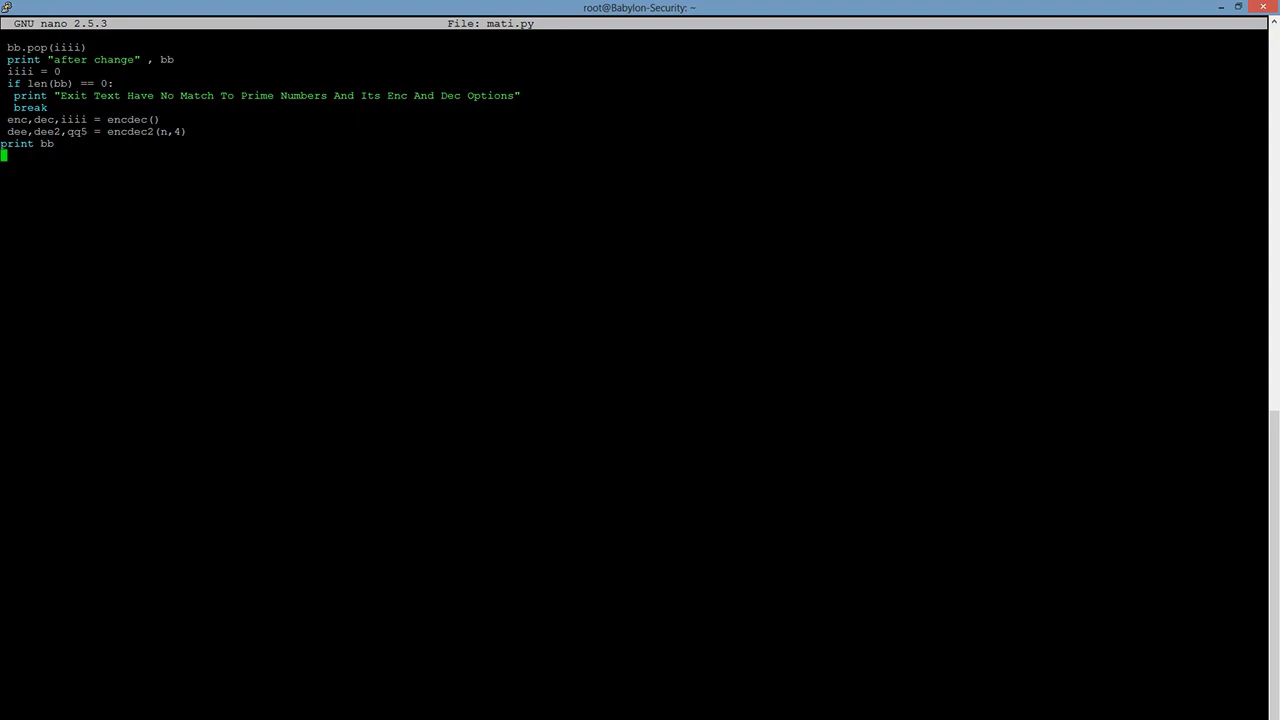 root@Babylon-Security: ~
GNU nano 2.5.3 File: mati.py
bb.pop(iiii)
print "after change" , bb
iiii = 0
if len(bb) == 0:
print "Exit Text Have No Match To Prime Numbers And Its Enc And Dec Options"
break
enc,dec,iiii = encdec()
dee,dee2,qq5 = encdec2(n,4)
print bb